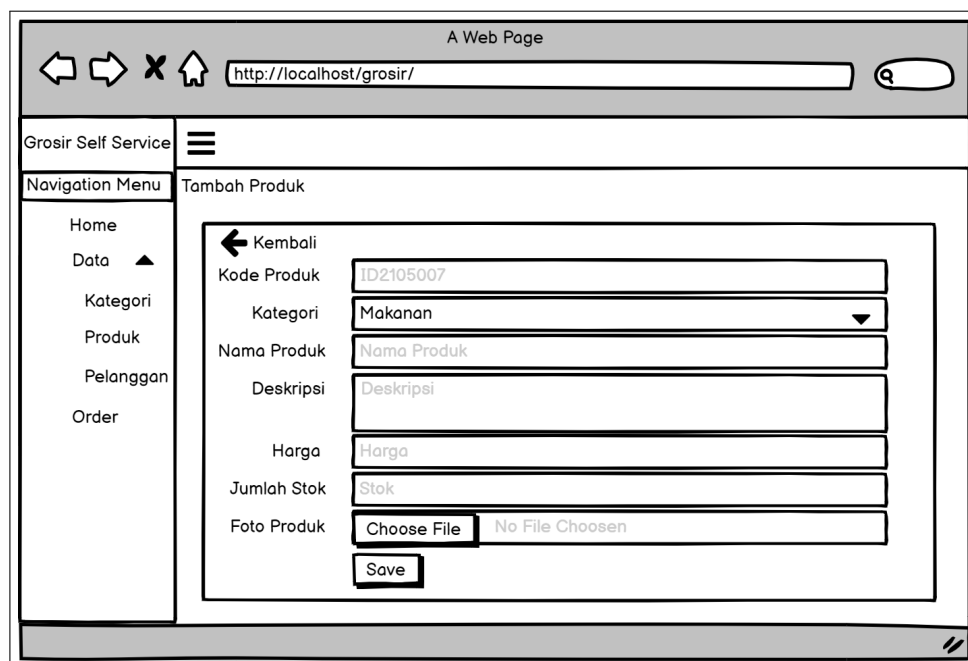 A Web Page
http://localhost/grosir/
Grosir Self Service
Navigation Menu
Home
Data
Kategori
Produk
Pelanggan
Order
Tambah Produk
Kembali
Kode Produk ID2105007
Kategori Makanan
Nama Produk Nama Produk
Deskripsi Deskripsi
Harga Harga
Jumlah Stok Stok
Foto Produk Choose File No File Choosen
Save